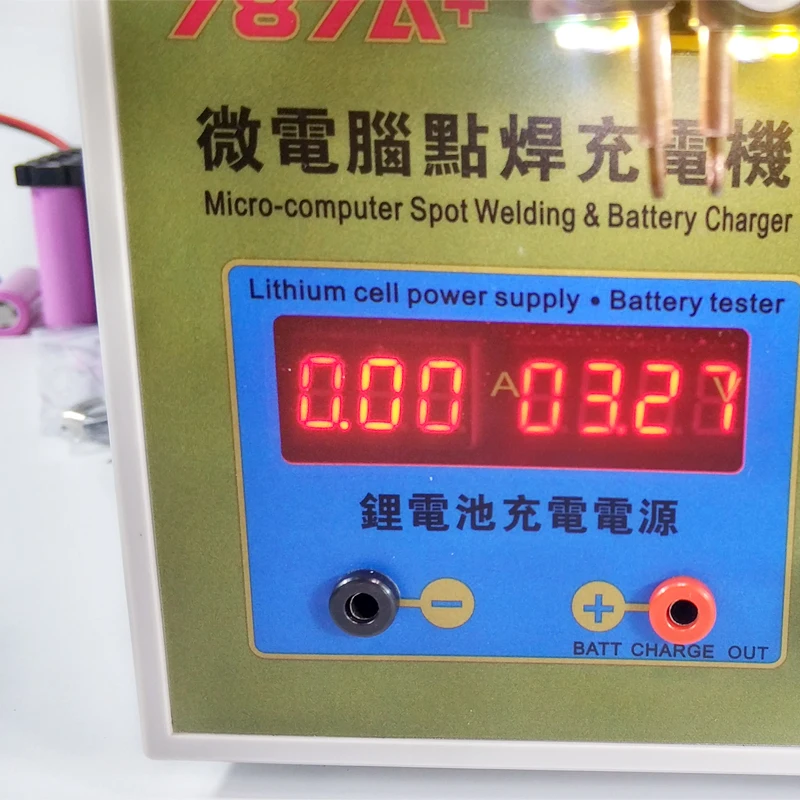 787A+
微電腦點焊充電機
Micro-computer Spot Welding & Battery Charger
Lithium cell power supply • Battery tester
0.00 A 03.27 V
鋰電池充電電源
− +
BATT CHARGE OUT